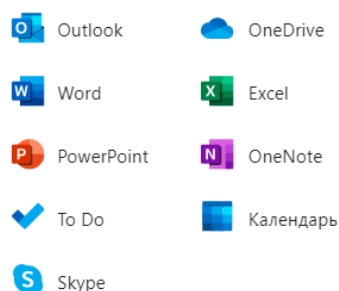 Outlook
OneDrive
Word
Excel
PowerPoint
OneNote
To Do
Календарь
Skype